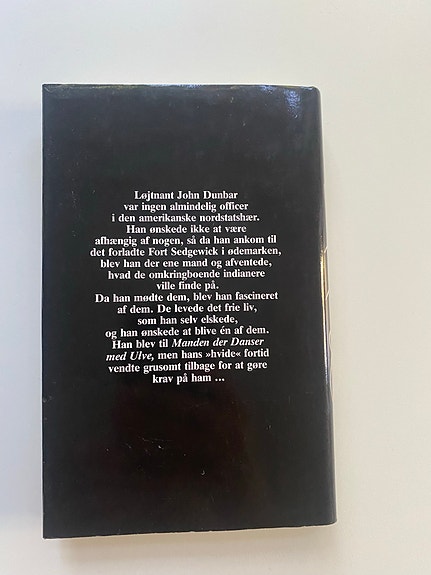 Løjtnant John Dunbar
var ingen almindelig officer
i den amerikanske nordstatshær.
Han ønskede ikke at være
afhængig af nogen, så da han ankom til
det forladte Fort Sedgewick i ødemarken,
blev han der ene mand og afventede,
hvad de omkringboende indianere
ville finde på.
Da han mødte dem, blev han fascineret
af dem. De levede det frie liv,
som han selv elskede,
og han ønskede at blive én af dem.
Han blev til Manden der Danser
med Ulve, men hans »hvide« fortid
vendte grusomt tilbage for at gøre
krav på ham ...